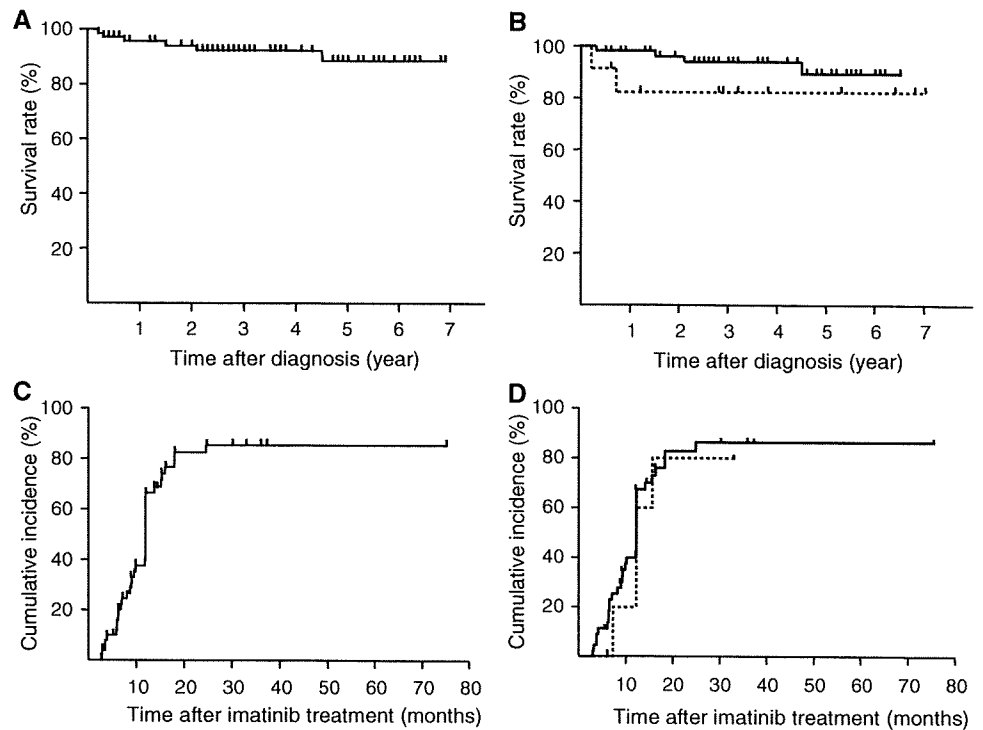 A
Survival rate (%)
100
80
60
40
20
1 2 3 4 5 6 7
Time after diagnosis (year)
B
Survival rate (%)
100
80
60
40
20
1 2 3 4 5 6 7
Time after diagnosis (year)
C
Cumulative incidence (%)
100
80
60
40
20
10 20 30 40 50 60 70 80
Time after imatinib treatment (months)
D
Cumulative incidence (%)
100
80
60
40
20
10 20 30 40 50 60 70 80
Time after imatinib treatment (months)